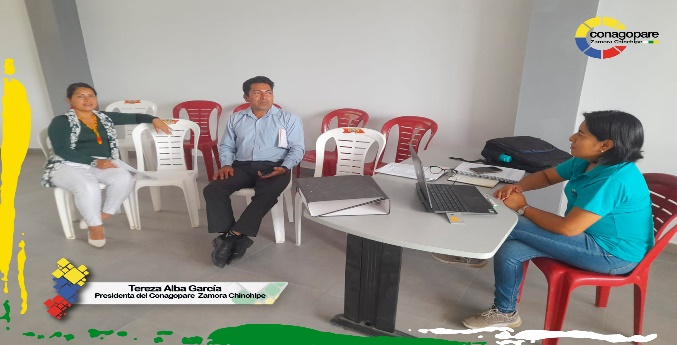 conagopare
Zamora Chinchipe
Tereza Alba García
Presidenta del Conagopare Zamora Chinchipe